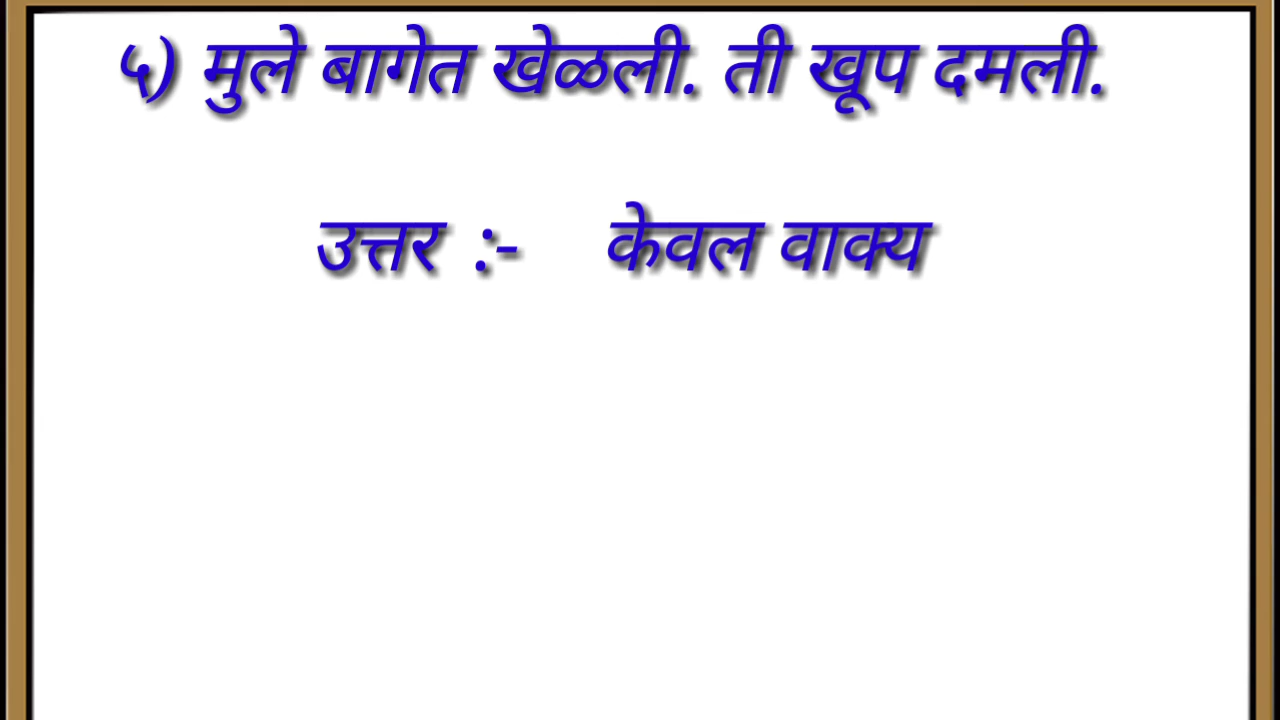 ५) मुले बागेत खेळली. ती खूप दमली.
उत्तर :- केवल वाक्य